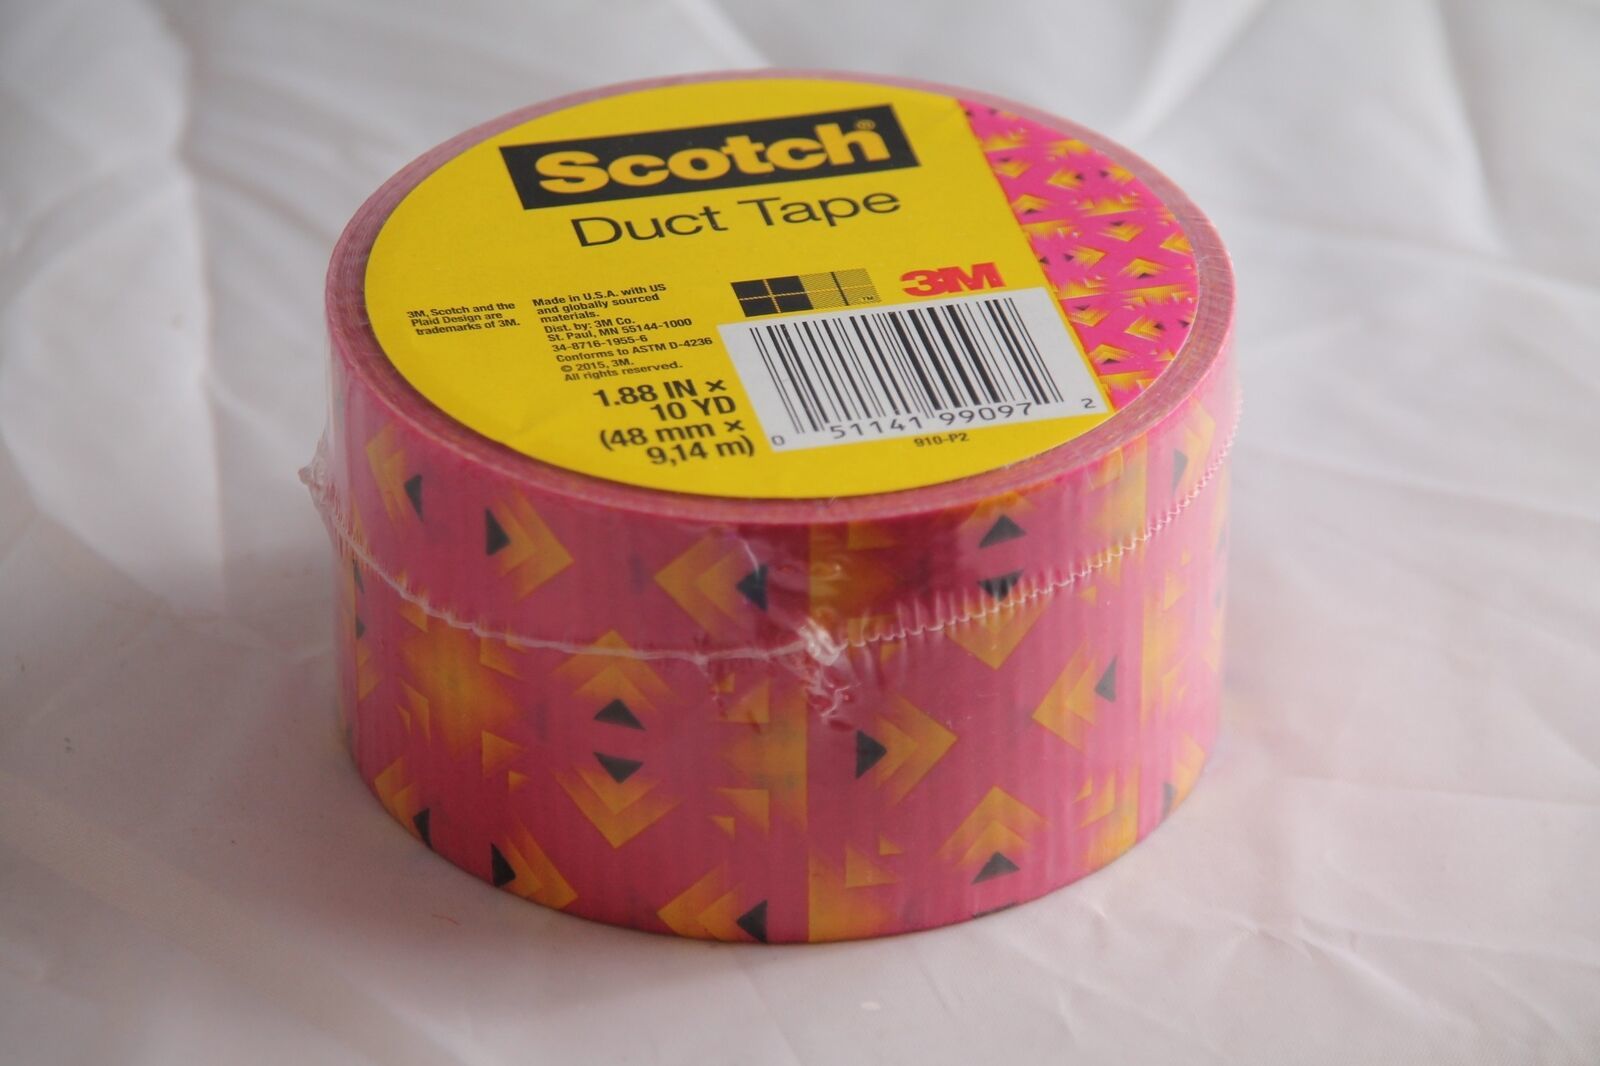 Scotch®
Duct Tape
3M
3M, Scotch and the
Plaid Design are
trademarks of 3M.
Made in U.S.A. with US
and globally sourced
materials.
Dist. by: 3M Co.
St. Paul, MN 55144-1000
34-8716-1955-6
Conforms to ASTM D-4236
© 2015, 3M.
All rights reserved.
1.88 IN ×
10 YD
(48 mm ×
9,14 m)
0 51141 99097 2
910-P2